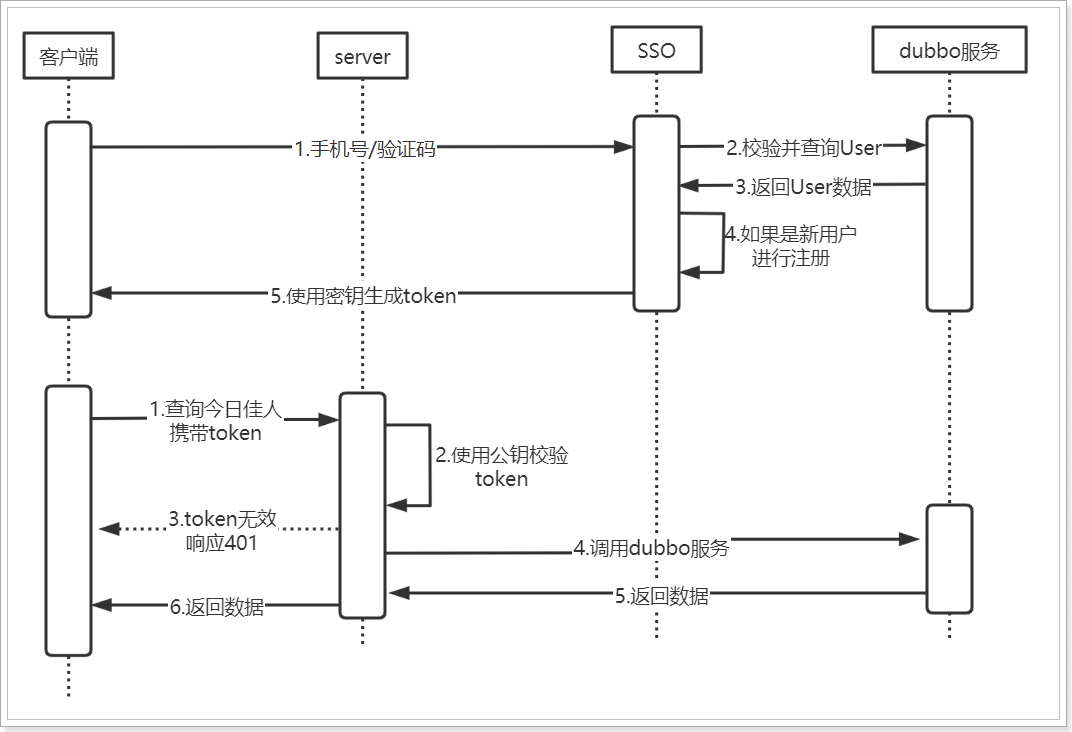 客户端
server
SSO
dubbo服务
1.手机号/验证码
2.校验并查询User
3.返回User数据
4.如果是新用户
进行注册
5.使用密钥生成token
1.查询今日佳人
携带token
2.使用公钥校验
token
3.token无效
响应401
4.调用dubbo服务
5.返回数据
6.返回数据